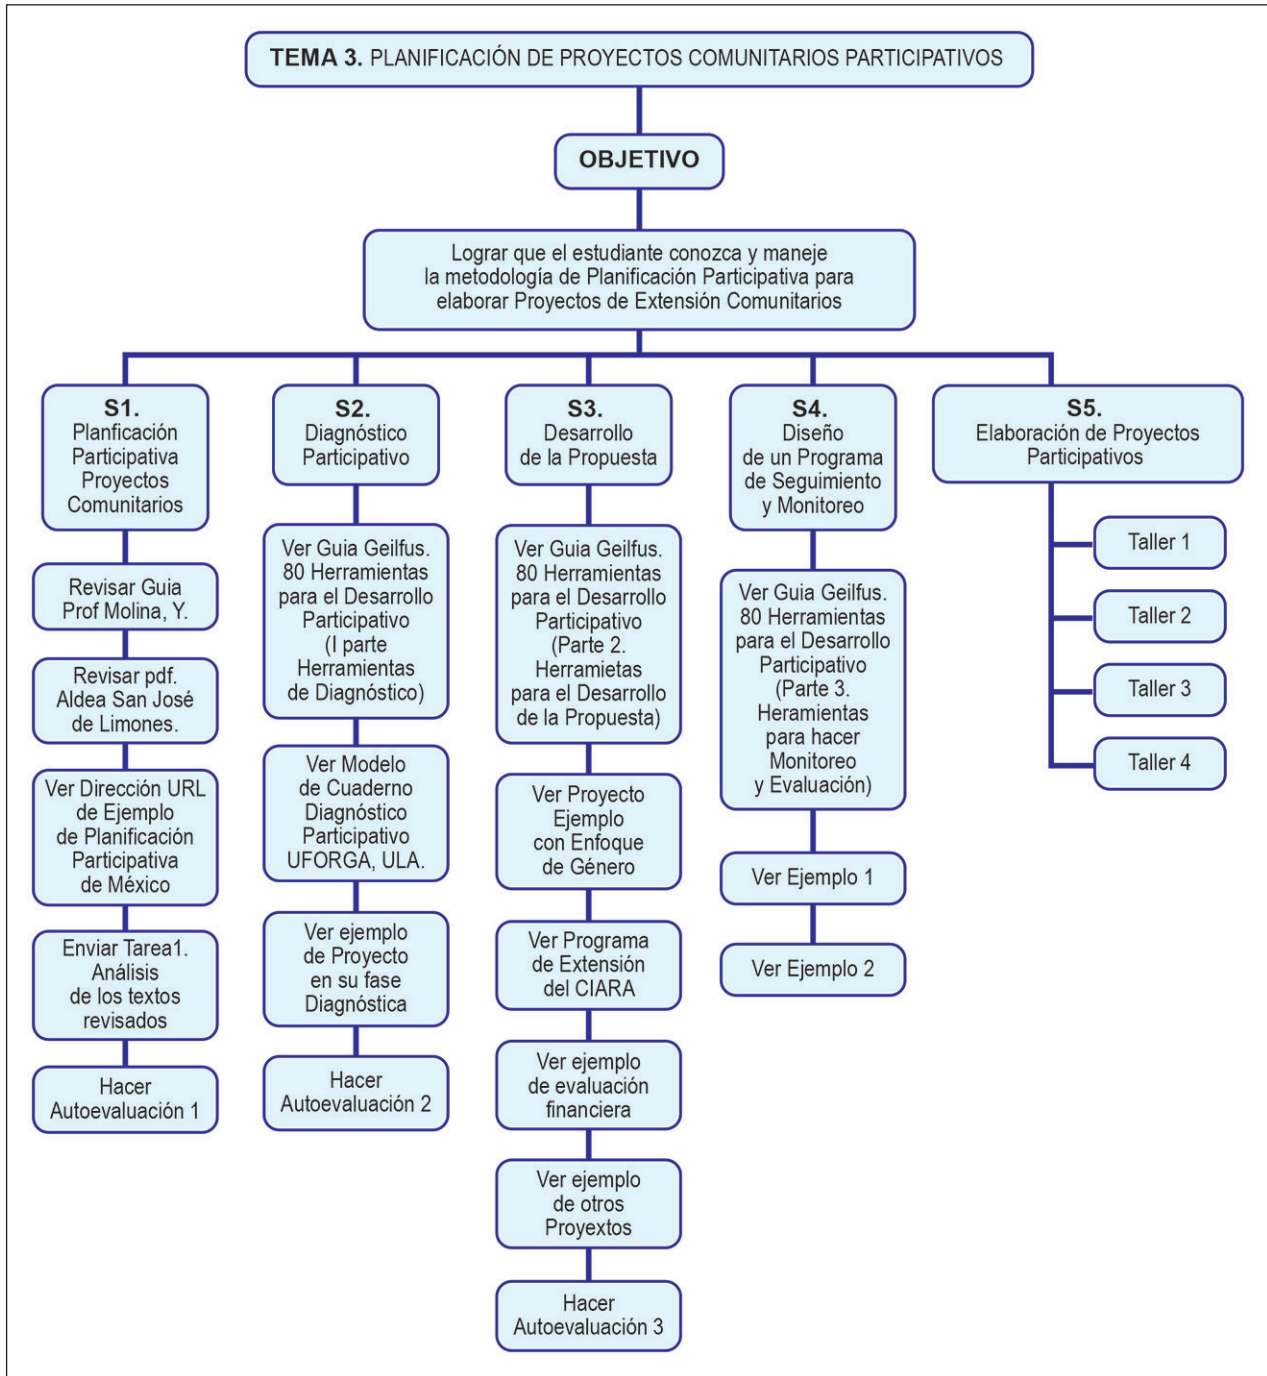 TEMA 3. PLANIFICACIÓN DE PROYECTOS COMUNITARIOS PARTICIPATIVOS
OBJETIVO
Lograr que el estudiante conozca y maneje
la metodología de Planificación Participativa para
elaborar Proyectos de Extensión Comunitarios
S1.
Planficación
Participativa
Proyectos
Comunitarios
Revisar Guia
Prof Molina, Y.
Revisar pdf.
Aldea San José
de Limones.
Ver Dirección URL
de Ejemplo
de Planificación
Participativa
de México
Enviar Tarea1.
Análisis
de los textos
revisados
Hacer
Autoevaluación 1
S2.
Diagnóstico
Participativo
Ver Guia Geilfus.
80 Herramientas
para el Desarrollo
Participativo
(I parte
Herramientas
de Diagnóstico)
Ver Modelo
de Cuaderno
Diagnóstico
Participativo
UFORGA, ULA.
Ver ejemplo
de Proyecto
en su fase
Diagnóstica
Hacer
Autoevaluación 2
S3.
Desarrollo
de la Propuesta
Ver Guia Geilfus.
80 Herramientas
para el Desarrollo
Participativo
(Parte 2.
Herramietas
para el Desarrollo
de la Propuesta)
Ver Proyecto
Ejemplo
con Enfoque
de Género
Ver Programa
de Extensión
del CIARA
Ver ejemplo
de evaluación
financiera
Ver ejemplo
de otros
Proyextos
Hacer
Autoevaluación 3
S4.
Diseño
de un Programa
de Seguimiento
y Monitoreo
Ver Guia Geilfus.
80 Herramientas
para el Desarrollo
Participativo
(Parte 3.
Heramientas
para hacer
Monitoreo
y Evaluación)
Ver Ejemplo 1
Ver Ejemplo 2
S5.
Elaboración de Proyectos
Participativos
Taller 1
Taller 2
Taller 3
Taller 4